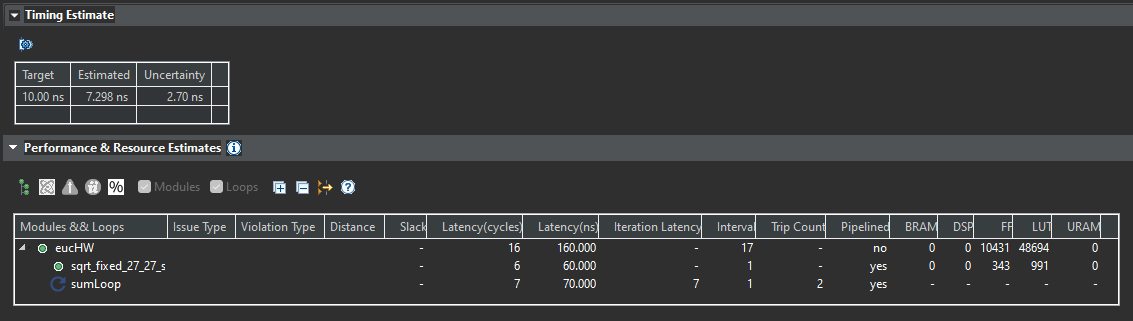 Timing Estimate
Target Estimated Uncertainty
10.00 ns 7.298 ns 2.70 ns
Performance & Resource Estimates
% Modules Loops
Modules && Loops Issue Type Violation Type Distance Slack Latency(cycles) Latency(ns) Iteration Latency Interval Trip Count Pipelined BRAM DSP FF LUT URAM
eucHW - 16 160.000 - 17 - no 0 0 10431 48694 0
sqrt_fixed_27_27_s - 6 60.000 - 1 - yes 0 0 343 991 0
sumLoop - 7 70.000 7 1 2 yes - - - - -